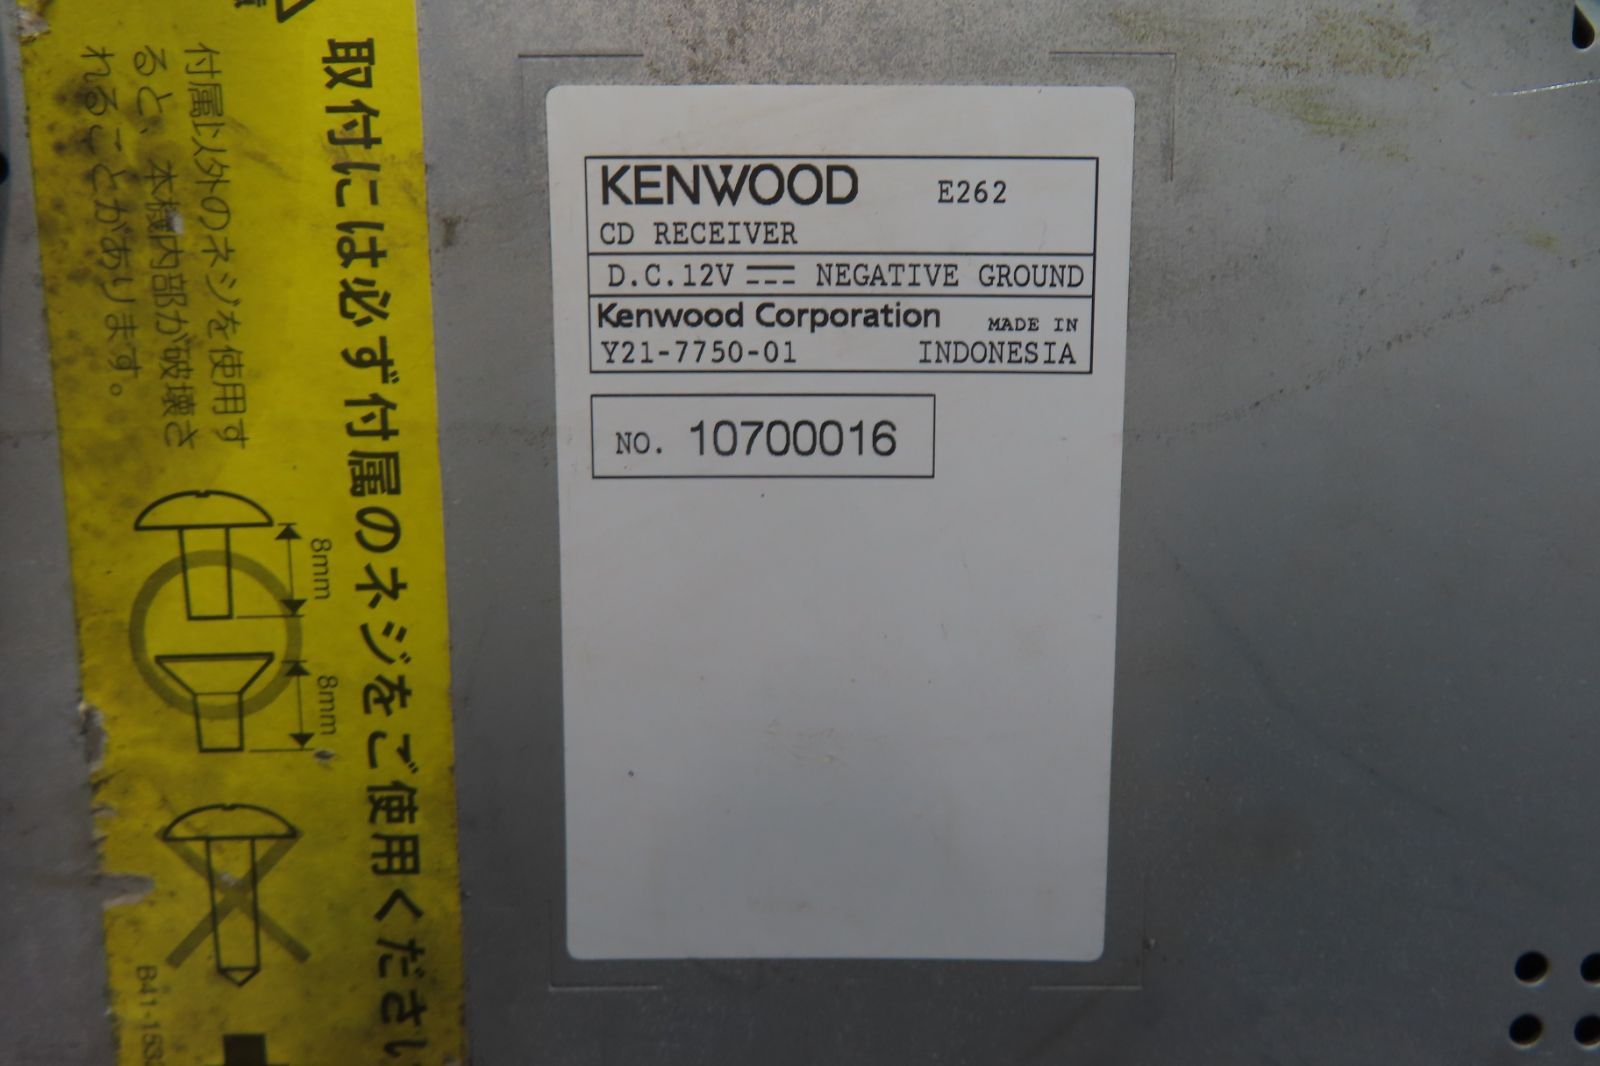 KENWOOD E262
CD RECEIVER
D.C.12V NEGATIVE GROUND
Kenwood Corporation MADE IN
Y21-7750-01 INDONESIA
NO. 10700016
取付には必ず付属のネジをご使用ください
付属以外のネジを使用す
ると、本機内部が破壊さ
れることがあります。
8mm
8mm
B41-153